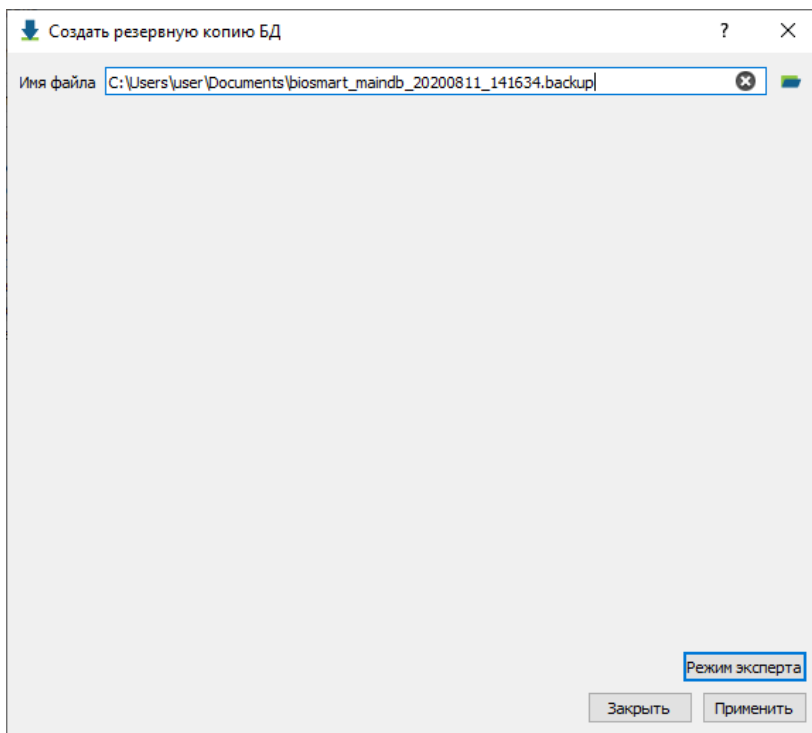 Создать резервную копию БД
Имя файла C:\Users\user\Documents\biosmart_maindb_20200811_141634.backup
Режим эксперта
Закрыть Применить